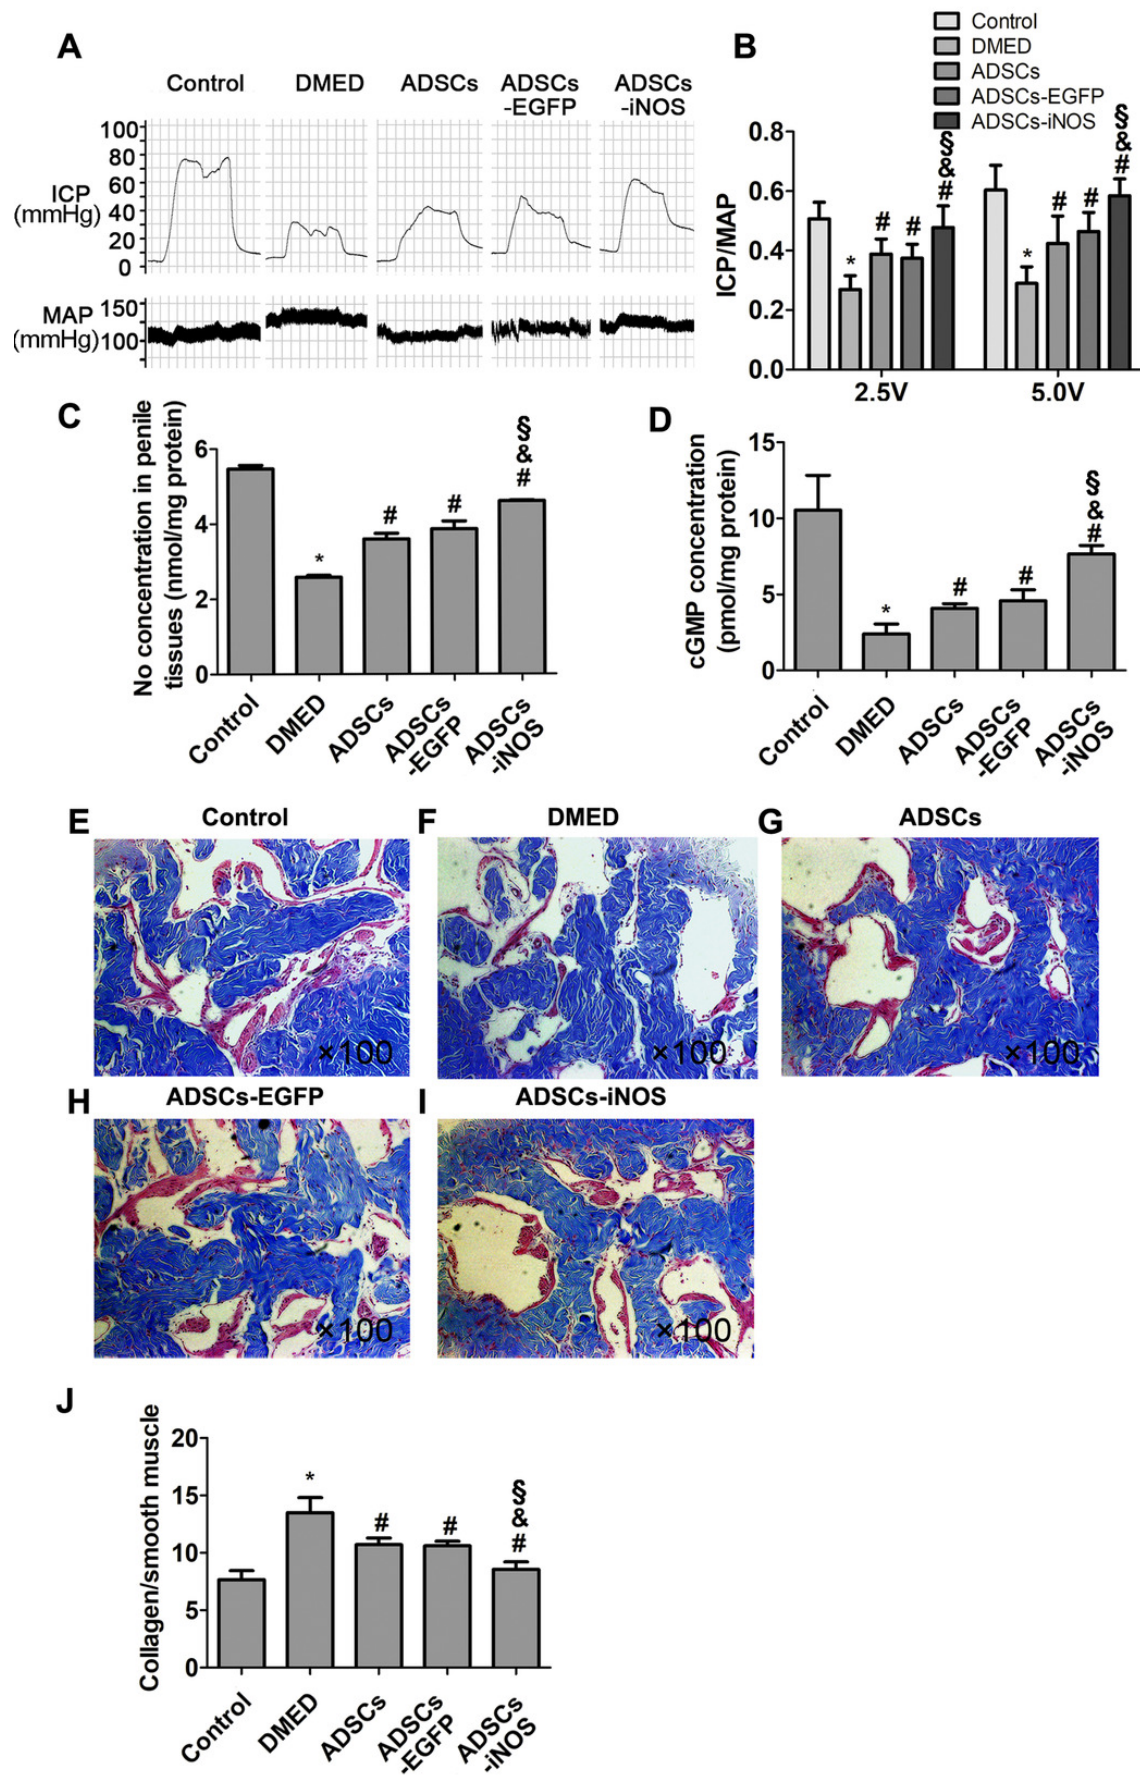 A
Control
DMED
ADSCs
ADSCs
-EGFP
ADSCs
-iNOS
100
80
60
40
20
0
ICP
(mmHg)
150
100
MAP
(mmHg)
B
Control
DMED
ADSCs
ADSCs-EGFP
ADSCs-iNOS
0.8
0.6
0.4
0.2
0.0
ICP/MAP
*
#
#
§
&
#
*
#
#
§
&
#
2.5V
5.0V
C
No concentration in penile
tissues (nmol/mg protein)
6
4
2
0
*
#
#
§
&
#
Control
DMED
ADSCs
ADSCs
-EGFP
ADSCs
-iNOS
D
cGMP concentration
(pmol/mg protein)
15
10
5
0
*
#
#
§
&
#
Control
DMED
ADSCs
ADSCs
-EGFP
ADSCs
-iNOS
E
Control
×100
F
DMED
×100
G
ADSCs
×100
H
ADSCs-EGFP
×100
I
ADSCs-iNOS
×100
J
Collagen/smooth muscle
20
15
10
5
0
*
#
#
§
&
#
Control
DMED
ADSCs
ADSCs
-EGFP
ADSCs
-iNOS